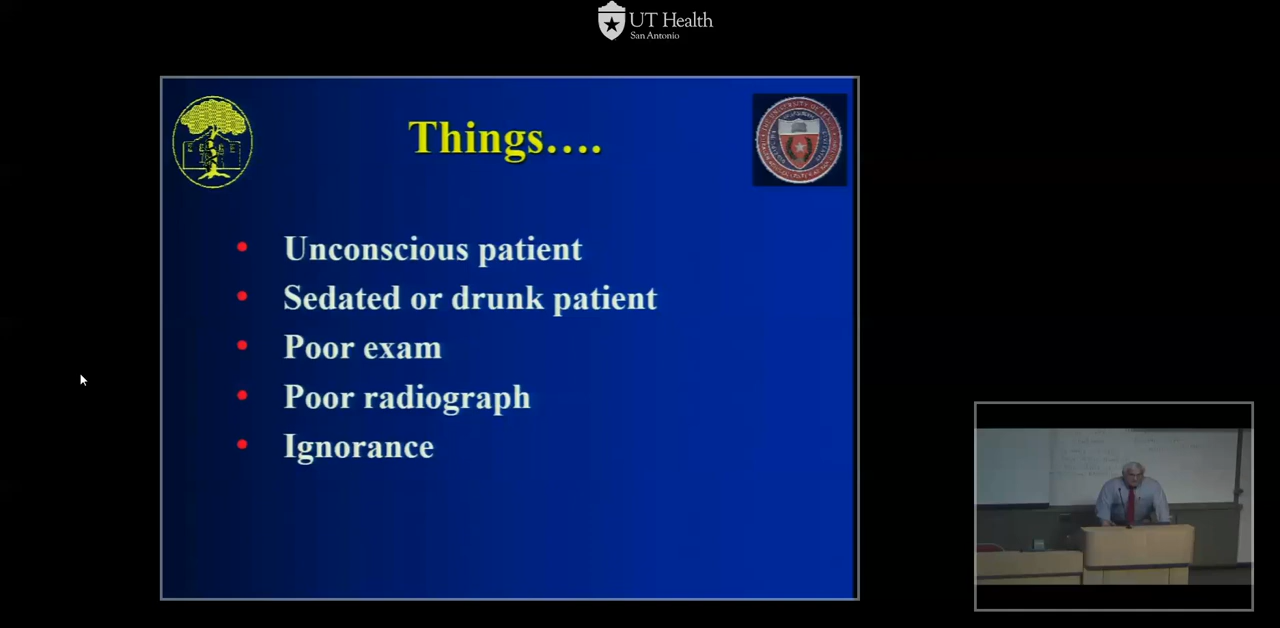 UT Health
San Antonio
Things….
• Unconscious patient
• Sedated or drunk patient
• Poor exam
• Poor radiograph
• Ignorance